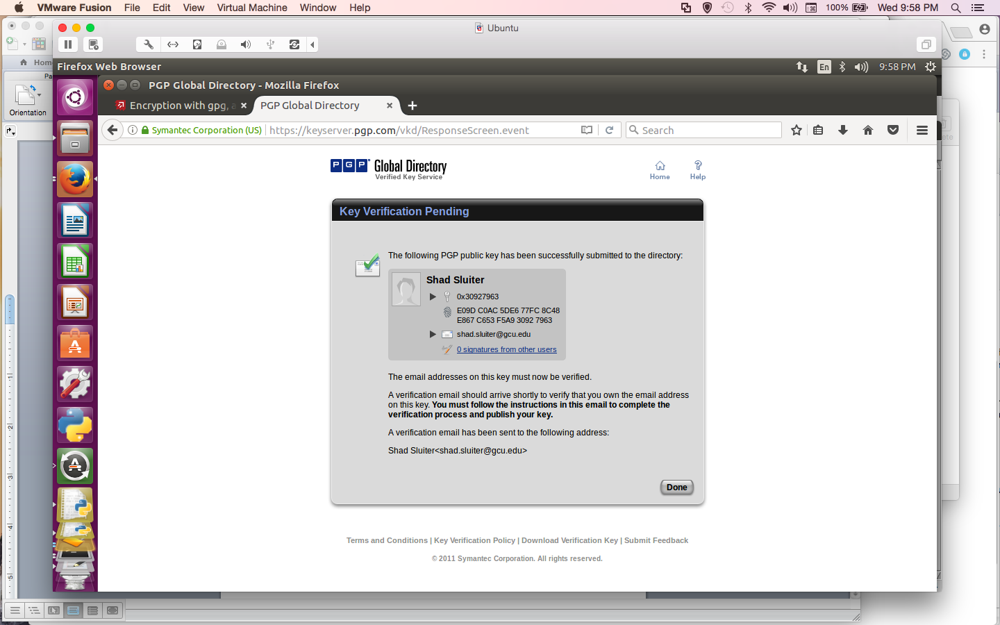 VMware Fusion File Edit View Virtual Machine Window Help 100% Wed 9:58 PM
Ubuntu
Home
Pa
Orientation
Firefox Web Browser En 9:58 PM
PGP Global Directory - Mozilla Firefox
Encryption with gpg, a
PGP Global Directory
Symantec Corporation (US) https://keyserver.pgp.com/vkd/ResponseScreen.event Search
PGP Global Directory
Verified Key Service
Home Help
Key Verification Pending
The following PGP public key has been successfully submitted to the directory:
Shad Sluiter
0x30927963
E09D C0AC 5DE6 77FC 8C48
E867 C653 F5A9 3092 7963
shad.sluiter@gcu.edu
0 signatures from other users
The email addresses on this key must now be verified.
A verification email should arrive shortly to verify that you own the email address
on this key. You must follow the instructions in this email to complete the
verification process and publish your key.
A verification email has been sent to the following address:
Shad Sluiter<shad.sluiter@gcu.edu>
Done
Terms and Conditions | Key Verification Policy | Download Verification Key | Submit Feedback
© 2011 Symantec Corporation. All rights reserved.
1
2
3
4
5